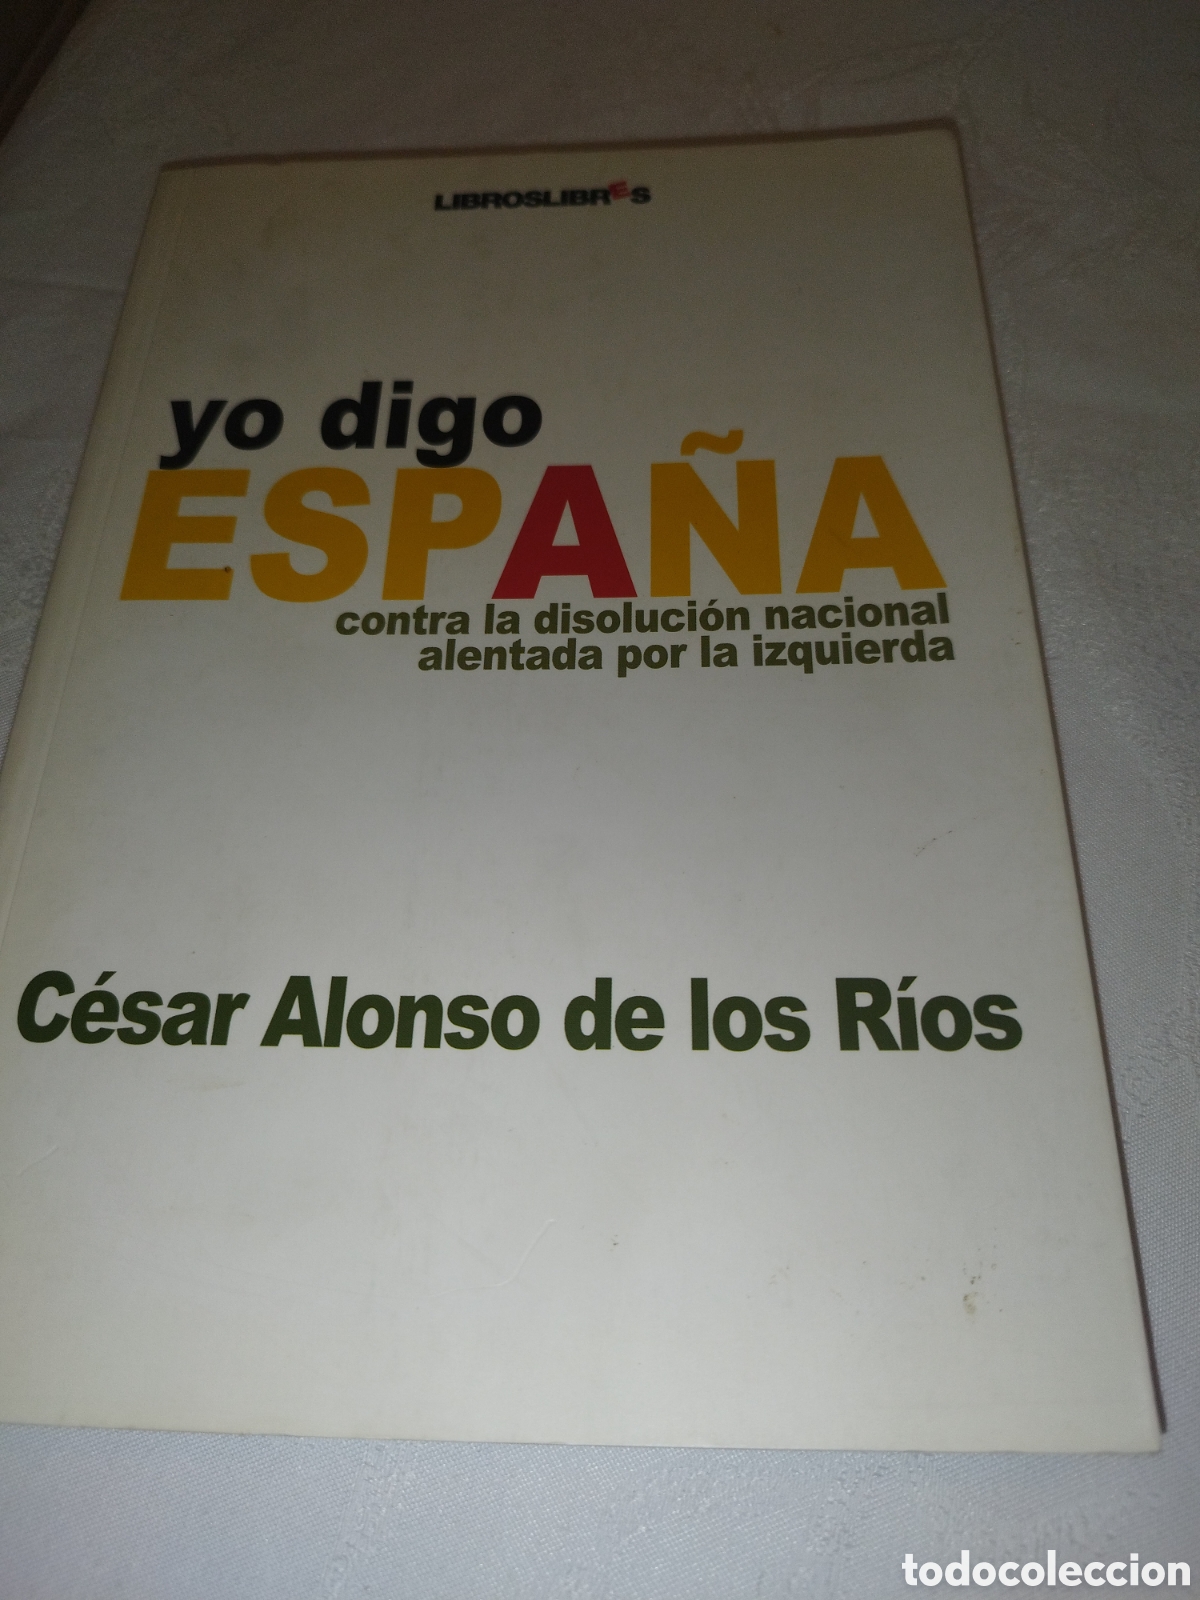 LIBROSLIBRES
yo digo
ESPAÑA
contra la disolución nacional
alentada por la izquierda
César Alonso de los Ríos
todocoleccion